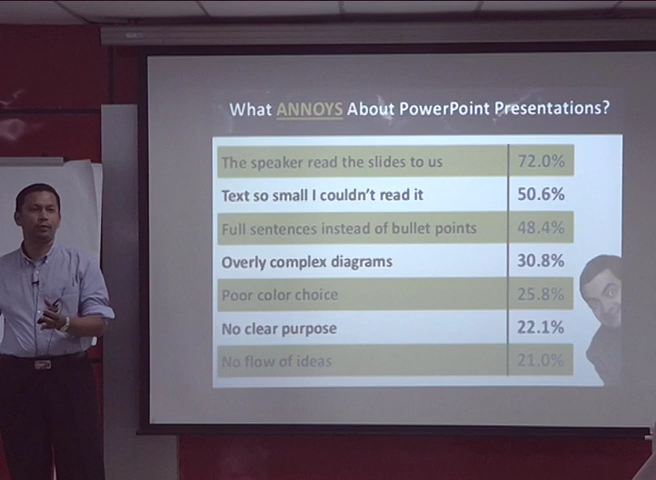 What ANNOYS About PowerPoint Presentations?
The speaker read the slides to us 72.0%
Text so small I couldn't read it 50.6%
Full sentences instead of bullet points 48.4%
Overly complex diagrams 30.8%
Poor color choice 25.8%
No clear purpose 22.1%
No flow of ideas 21.0%